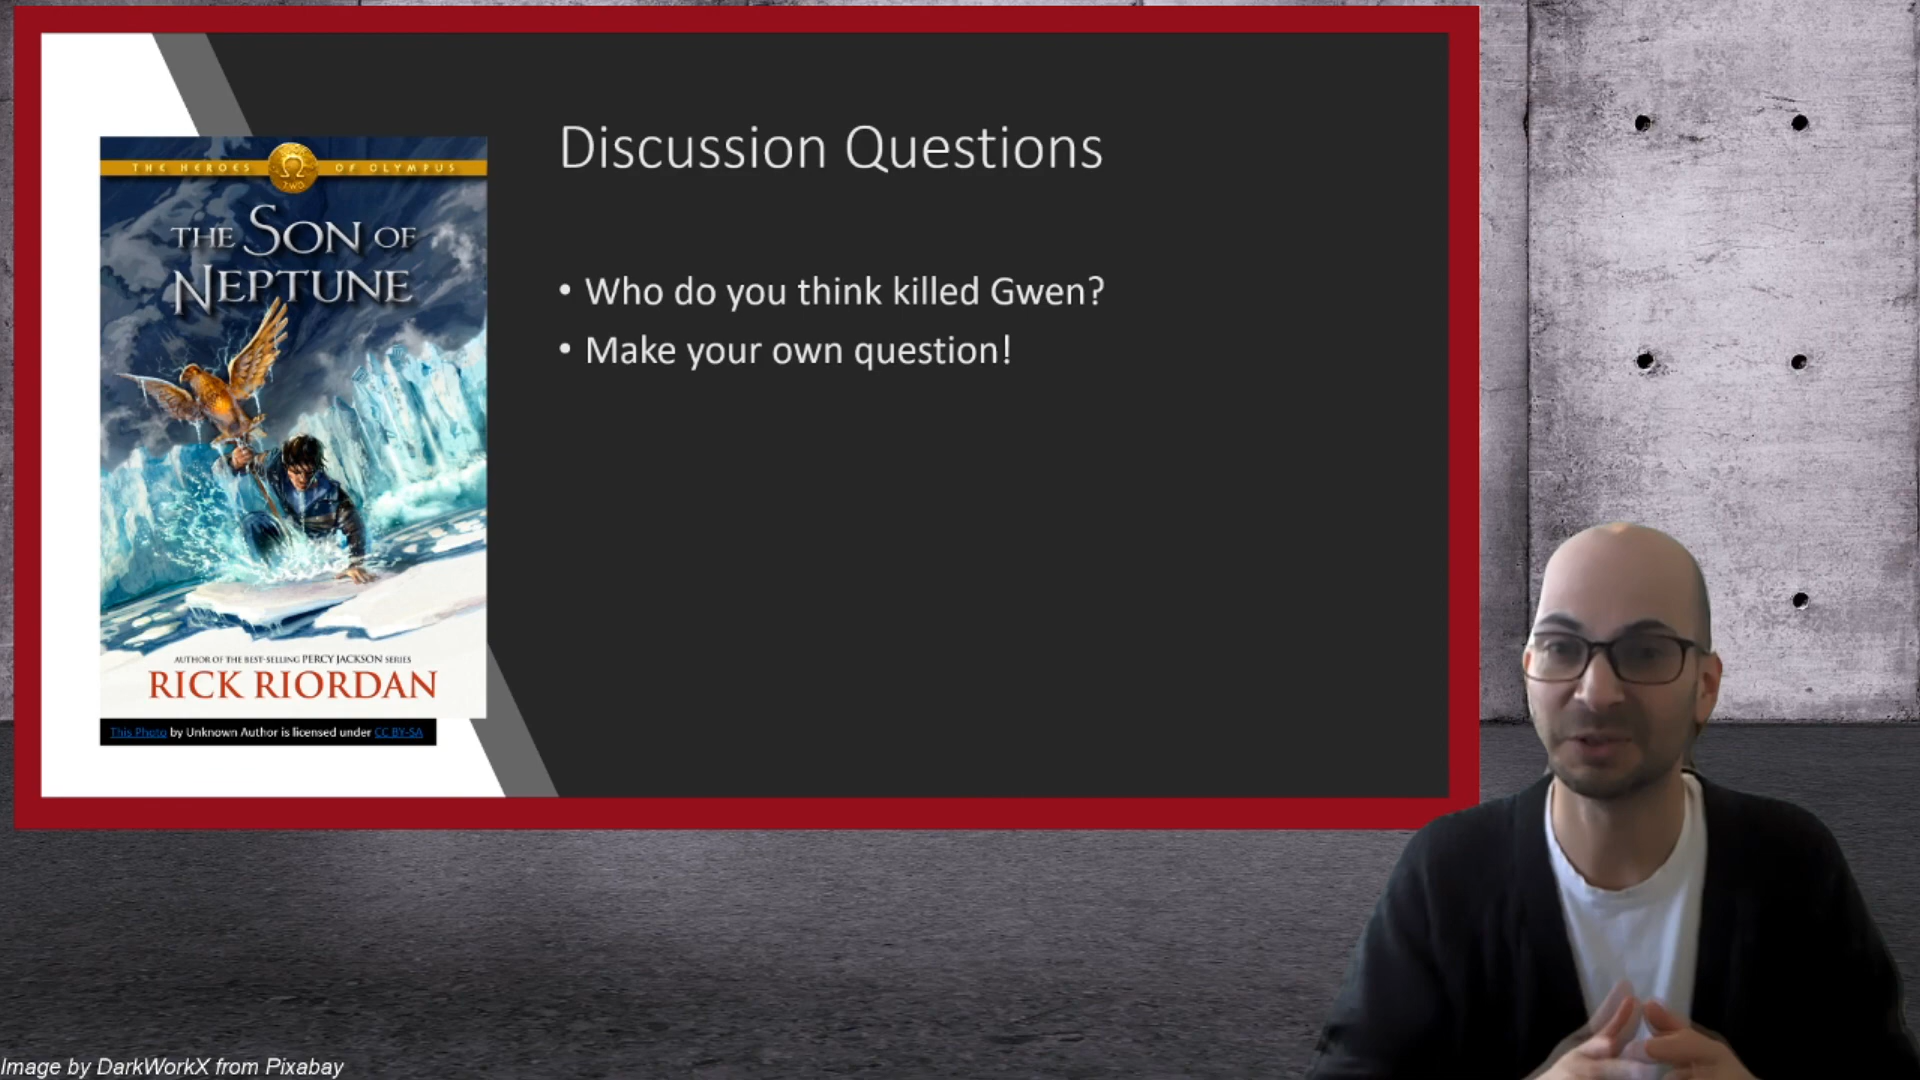 THE HEROES OF OLYMPUS
TWO
THE SON OF
NEPTUNE
AUTHOR OF THE BEST-SELLING PERCY JACKSON SERIES
RICK RIORDAN
This Photo by Unknown Author is licensed under CC BY-SA
Discussion Questions
• Who do you think killed Gwen?
• Make your own question!
Image by DarkWorkX from Pixabay